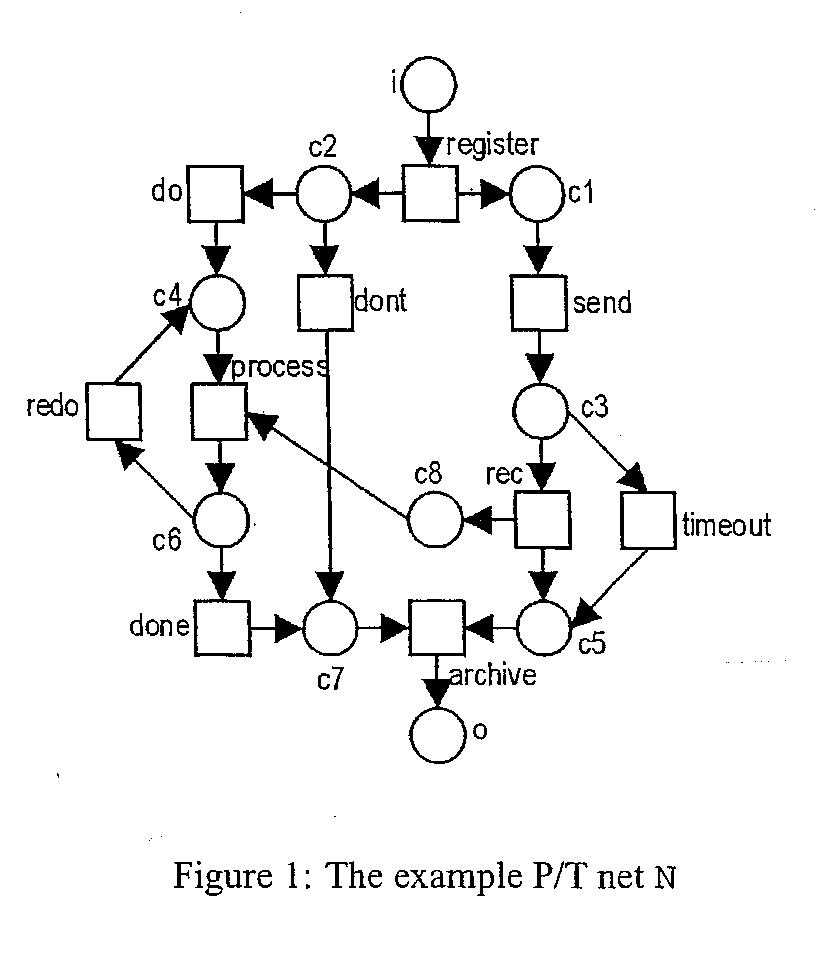 i
register
c2
do
c1
c4
dont
send
process
redo
c3
c8
rec
c6
timeout
done
c5
c7
archive
o
Figure 1: The example P/T net N